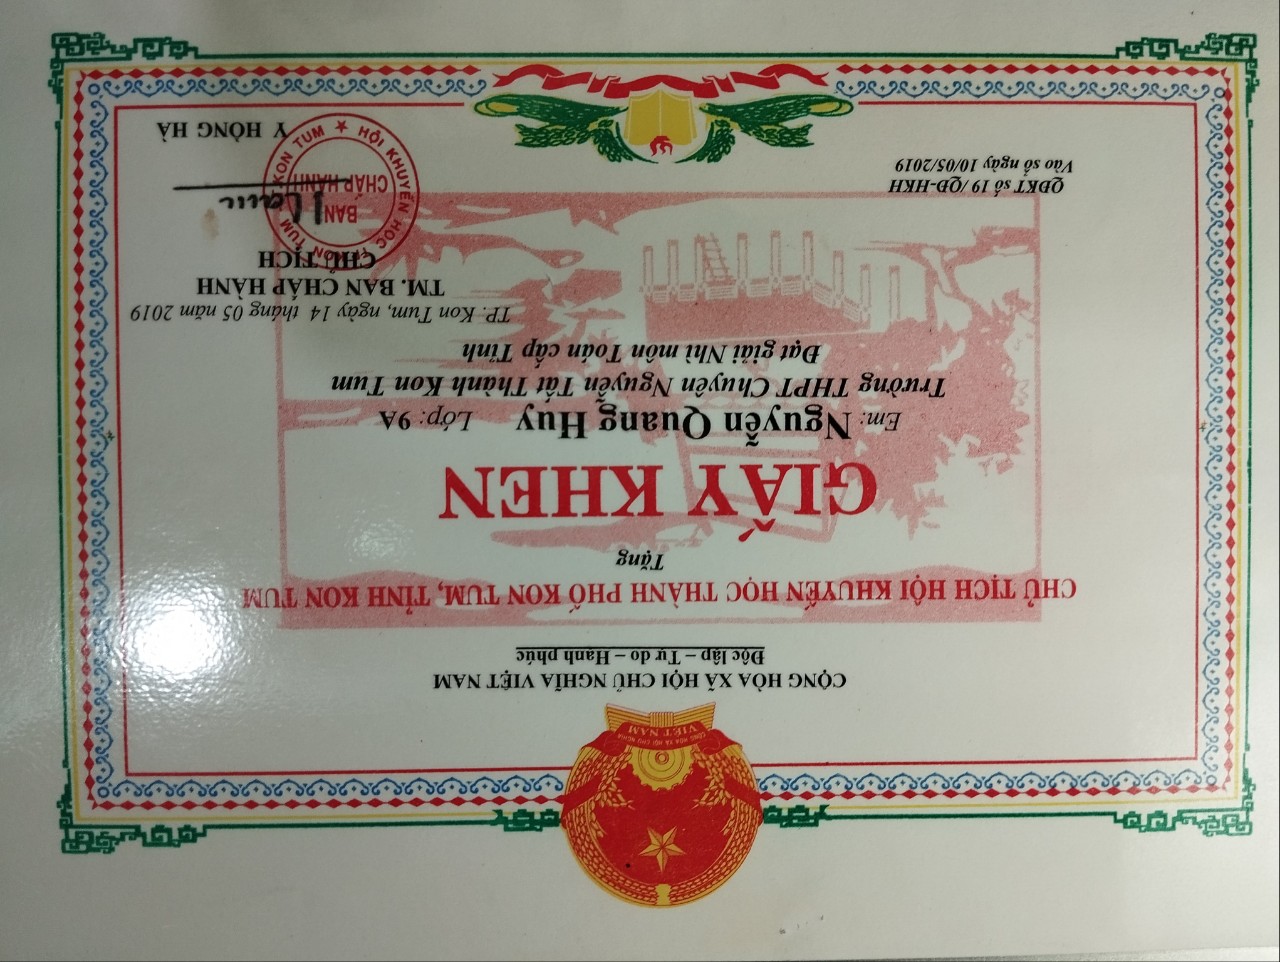 CỘNG HÒA XÃ HỘI CHỦ NGHĨA
VIỆT NAM
CỘNG HÒA XÃ HỘI CHỦ NGHĨA VIỆT NAM
Độc lập – Tự do – Hạnh phúc
CHỦ TỊCH HỘI KHUYẾN HỌC THÀNH PHỐ KON TUM, TỈNH KON TUM
Tặng
GIẤY KHEN
Em: Nguyễn Quang Huy Lớp: 9A
Trường THPT Chuyên Nguyễn Tất Thành Kon Tum
Đạt giải Nhì môn Toán cấp Tỉnh
TP. Kon Tum, ngày 14 tháng 05 năm 2019
TM. BAN CHẤP HÀNH
CHỦ TỊCH
HỘI KHUYẾN HỌC TP KON TUM
KON TUM
BAN
CHẤP HÀNH
QĐKT số 19 /QĐ-HKH
Vào sổ ngày 10/05/2019
Y HỒNG HÀ